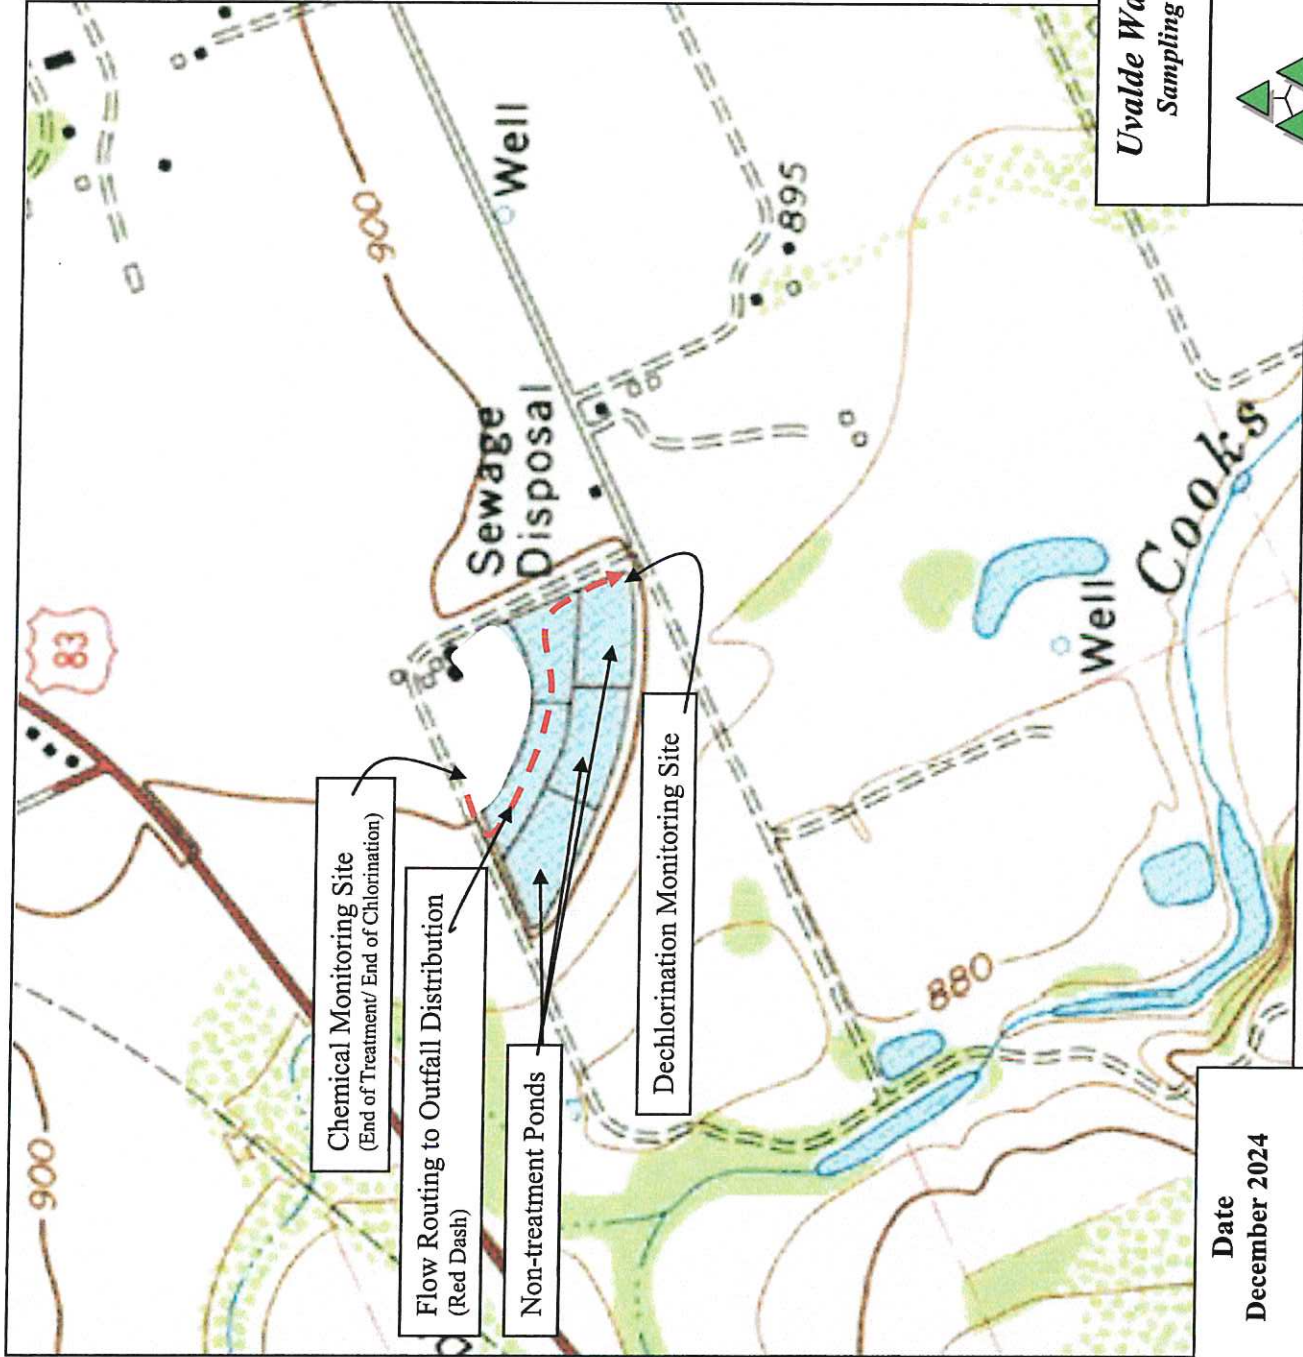 Uvalde Wa
Sampling
83
900
Well
895
Sewage
Disposal
Cooks
Well
Chemical Monitoring Site
(End of Treatment/ End of Chlorination)
Flow Routing to Outfall Distribution
(Red Dash)
Non-treatment Ponds
Dechlorination Monitoring Site
880
900
Date
December 2024